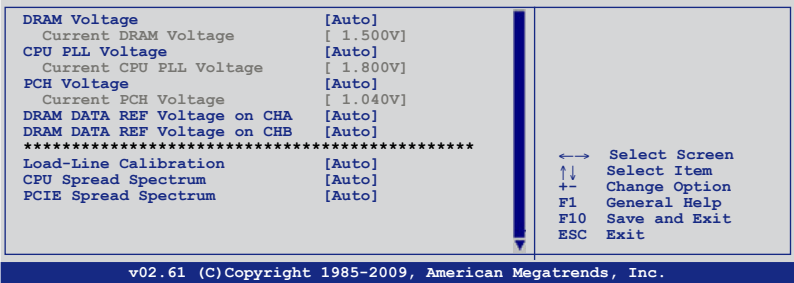 DRAM Voltage [Auto]
Current DRAM Voltage [ 1.500V]
CPU PLL Voltage [Auto]
Current CPU PLL Voltage [ 1.800V]
PCH Voltage [Auto]
Current PCH Voltage [ 1.040V]
DRAM DATA REF Voltage on CHA [Auto]
DRAM DATA REF Voltage on CHB [Auto]
***********************************************
Load-Line Calibration [Auto]
CPU Spread Spectrum [Auto]
PCIE Spread Spectrum [Auto]
←→ Select Screen
↑↓ Select Item
+- Change Option
F1 General Help
F10 Save and Exit
ESC Exit
v02.61 (C)Copyright 1985-2009, American Megatrends, Inc.